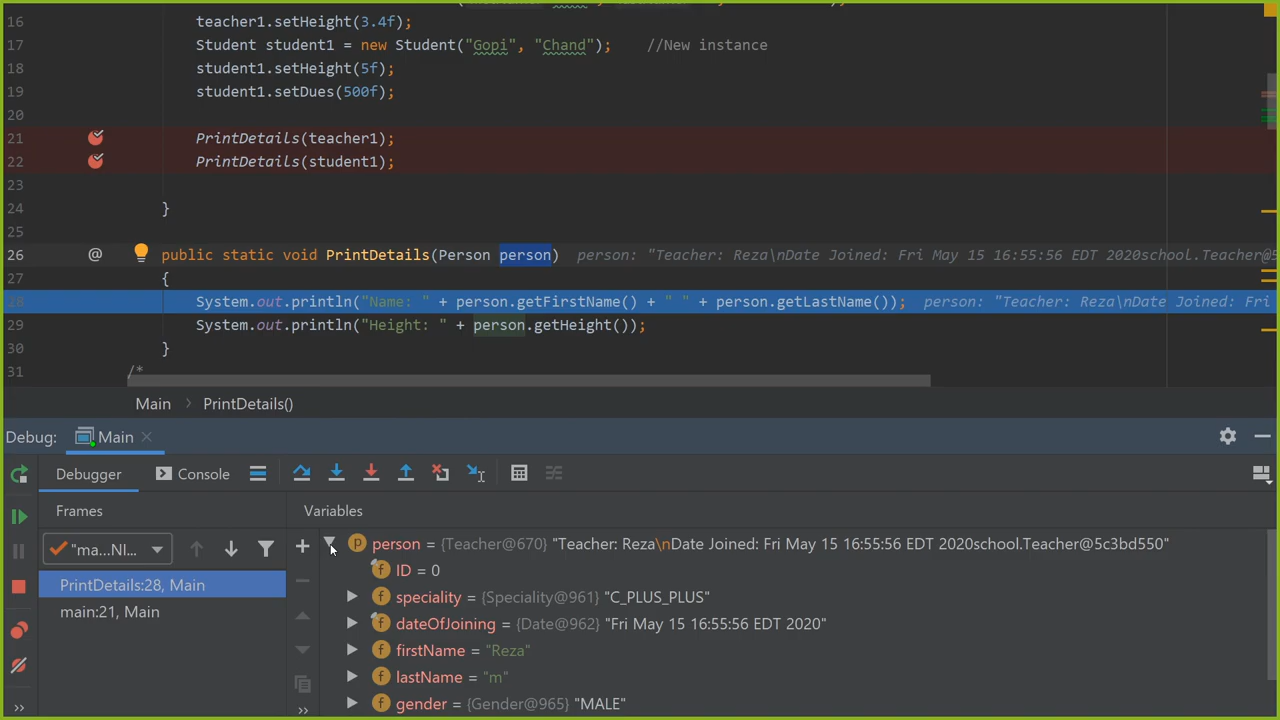 16 teacher1.setHeight(3.4f);
17 Student student1 = new Student("Gopi", "Chand"); //New instance
18 student1.setHeight(5f);
19 student1.setDues(500f);
20
21 PrintDetails(teacher1);
22 PrintDetails(student1);
23
24 }
25
26 @ public static void PrintDetails(Person person) person: "Teacher: Reza\nDate Joined: Fri May 15 16:55:56 EDT 2020school.Teacher@5
27 {
28 System.out.println("Name: " + person.getFirstName() + " " + person.getLastName()); person: "Teacher: Reza\nDate Joined: Fri
29 System.out.println("Height: " + person.getHeight());
30 }
31 /*
Main > PrintDetails()
Debug: Main
Debugger Console
Frames Variables
"ma...NI...
person = {Teacher@670} "Teacher: Reza\nDate Joined: Fri May 15 16:55:56 EDT 2020school.Teacher@5c3bd550"
PrintDetails:28, Main
main:21, Main
ID = 0
speciality = {Speciality@961} "C_PLUS_PLUS"
dateOfJoining = {Date@962} "Fri May 15 16:55:56 EDT 2020"
firstName = "Reza"
lastName = "m"
gender = {Gender@965} "MALE"